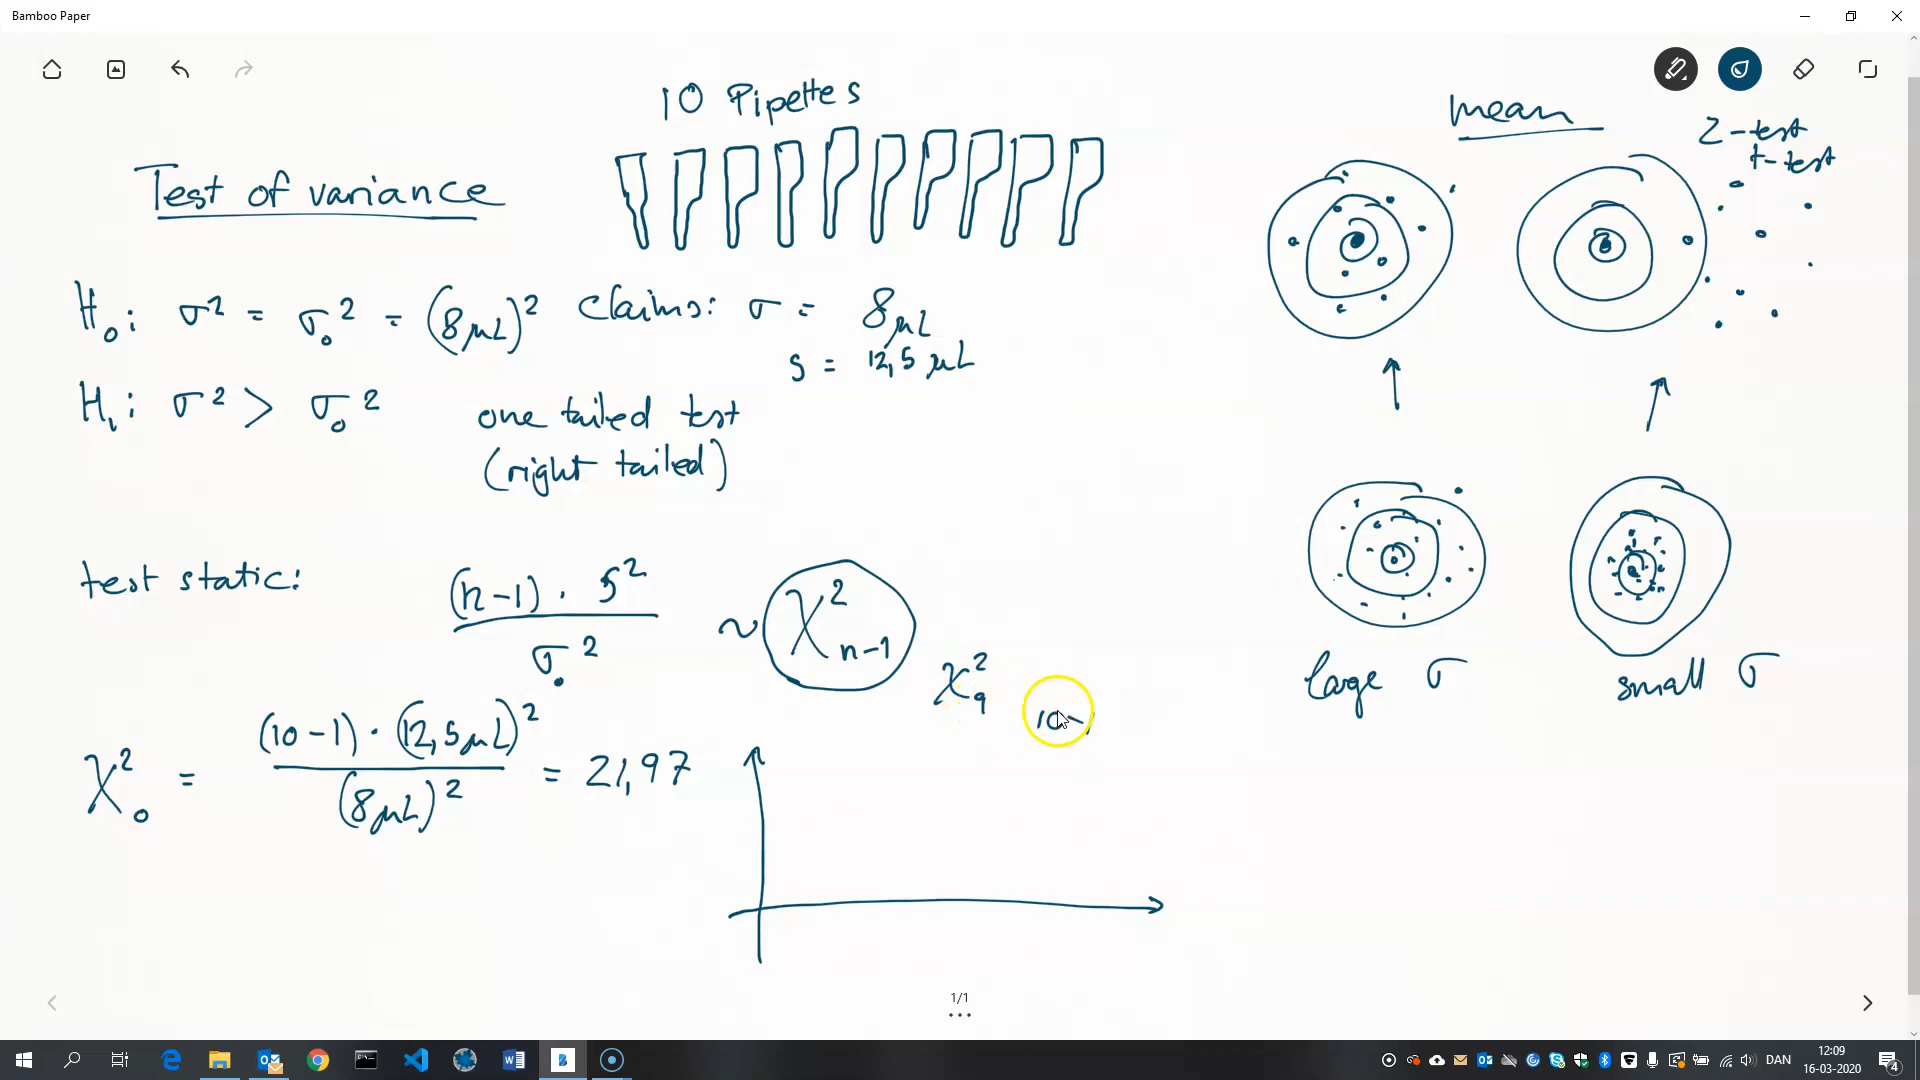 Bamboo Paper
10 Pipettes
Test of variance
H₀: σ² = σ₀² = (8μL)² claims: σ = 8μL
s = 12,5 μL
H₁: σ² > σ₀² one tailed test
(right tailed)
test static: (n-1) · S² / σ₀² ~ χ²ₙ₋₁
χ²₉ 10-1
χ²₀ = (10-1) · (12,5μL)² / (8μL)² = 21,97
mean
Z-test
t-test
large σ small σ
1/1
DAN
12:09
16-03-2020
4